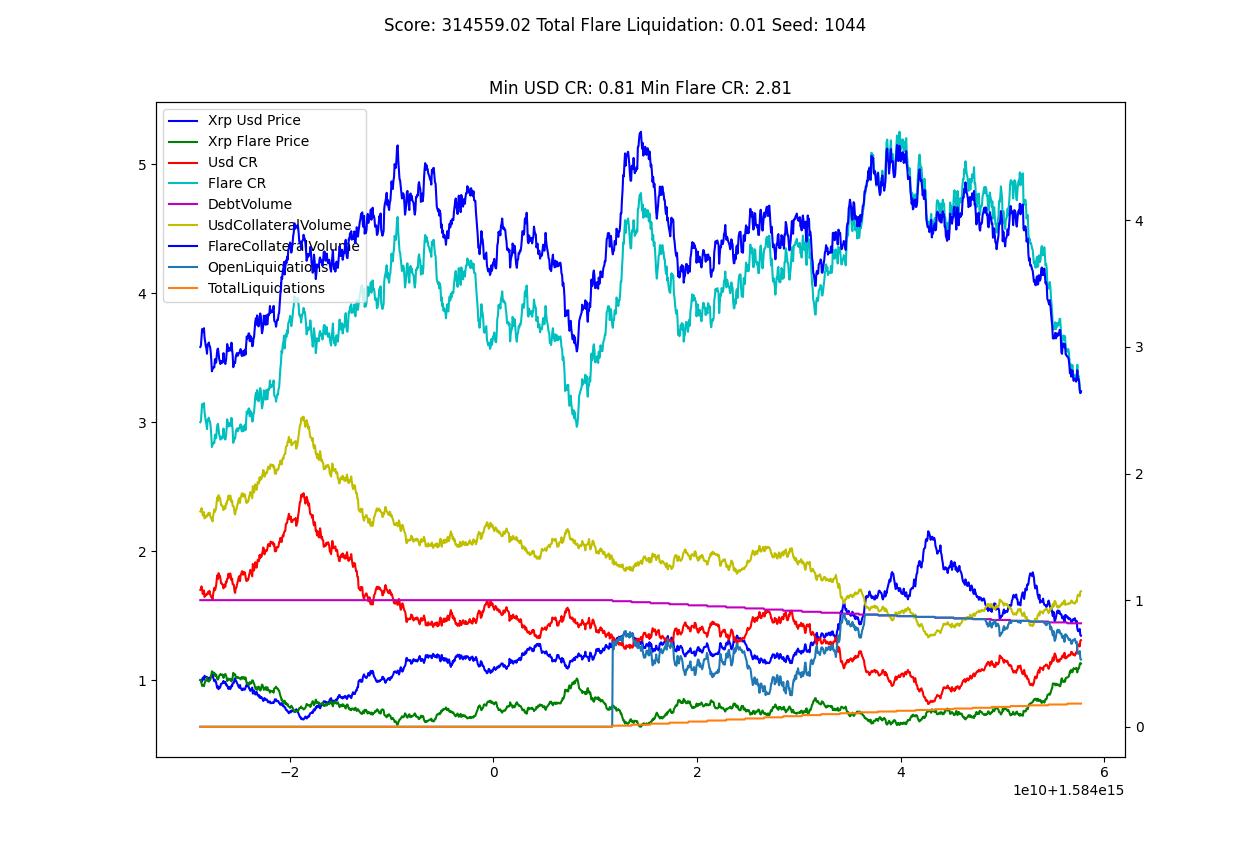 Score: 314559.02 Total Flare Liquidation: 0.01 Seed: 1044
Min USD CR: 0.81 Min Flare CR: 2.81
Xrp Usd Price
Xrp Flare Price
Usd CR
Flare CR
DebtVolume
UsdCollateralVolume
FlareCollateralVolume
OpenLiquidations
TotalLiquidations
5
4
3
2
1
4
3
2
1
0
−2
0
2
4
6
1e10+1.584e15